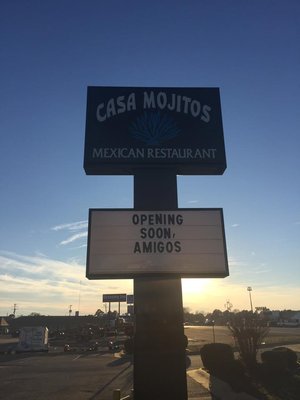 CASA MOJITOS
MEXICAN RESTAURANT
OPENING
SOON,
AMIGOS